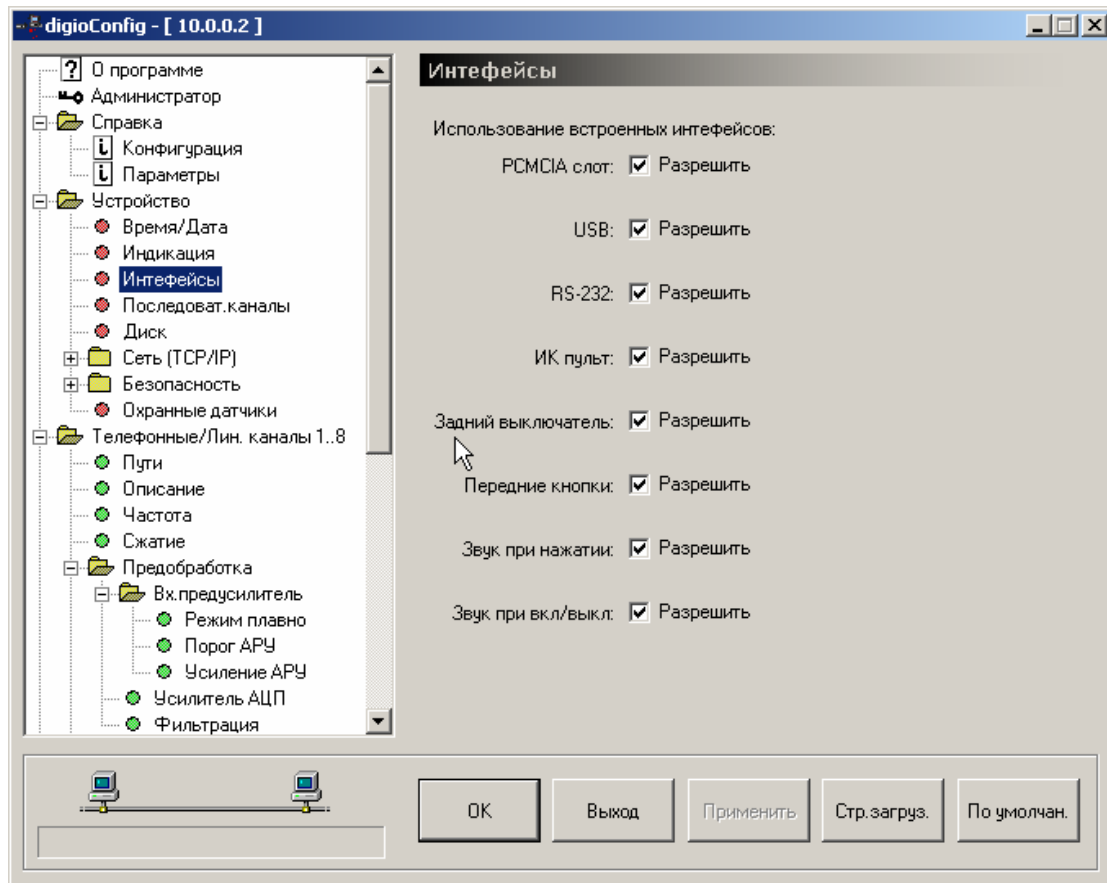 digioConfig - [ 10.0.0.2 ]
? О программе
Администратор
Справка
i Конфигурация
i Параметры
Устройство
Время/Дата
Индикация
Интефейсы
Последоват.каналы
Диск
Сеть (TCP/IP)
Безопасность
Охранные датчики
Телефонные/Лин. каналы 1..8
Пути
Описание
Частота
Сжатие
Предобработка
Вх.предусилитель
Режим плавно
Порог АРУ
Усиление АРУ
Усилитель АЦП
Фильтрация
Интефейсы
Использование встроенных интефейсов:
PCMCIA слот: Разрешить
USB: Разрешить
RS-232: Разрешить
ИК пульт: Разрешить
Задний выключатель: Разрешить
Передние кнопки: Разрешить
Звук при нажатии: Разрешить
Звук при вкл/выкл: Разрешить
OK
Выход
Применить
Стр.загруз.
По умолчан.